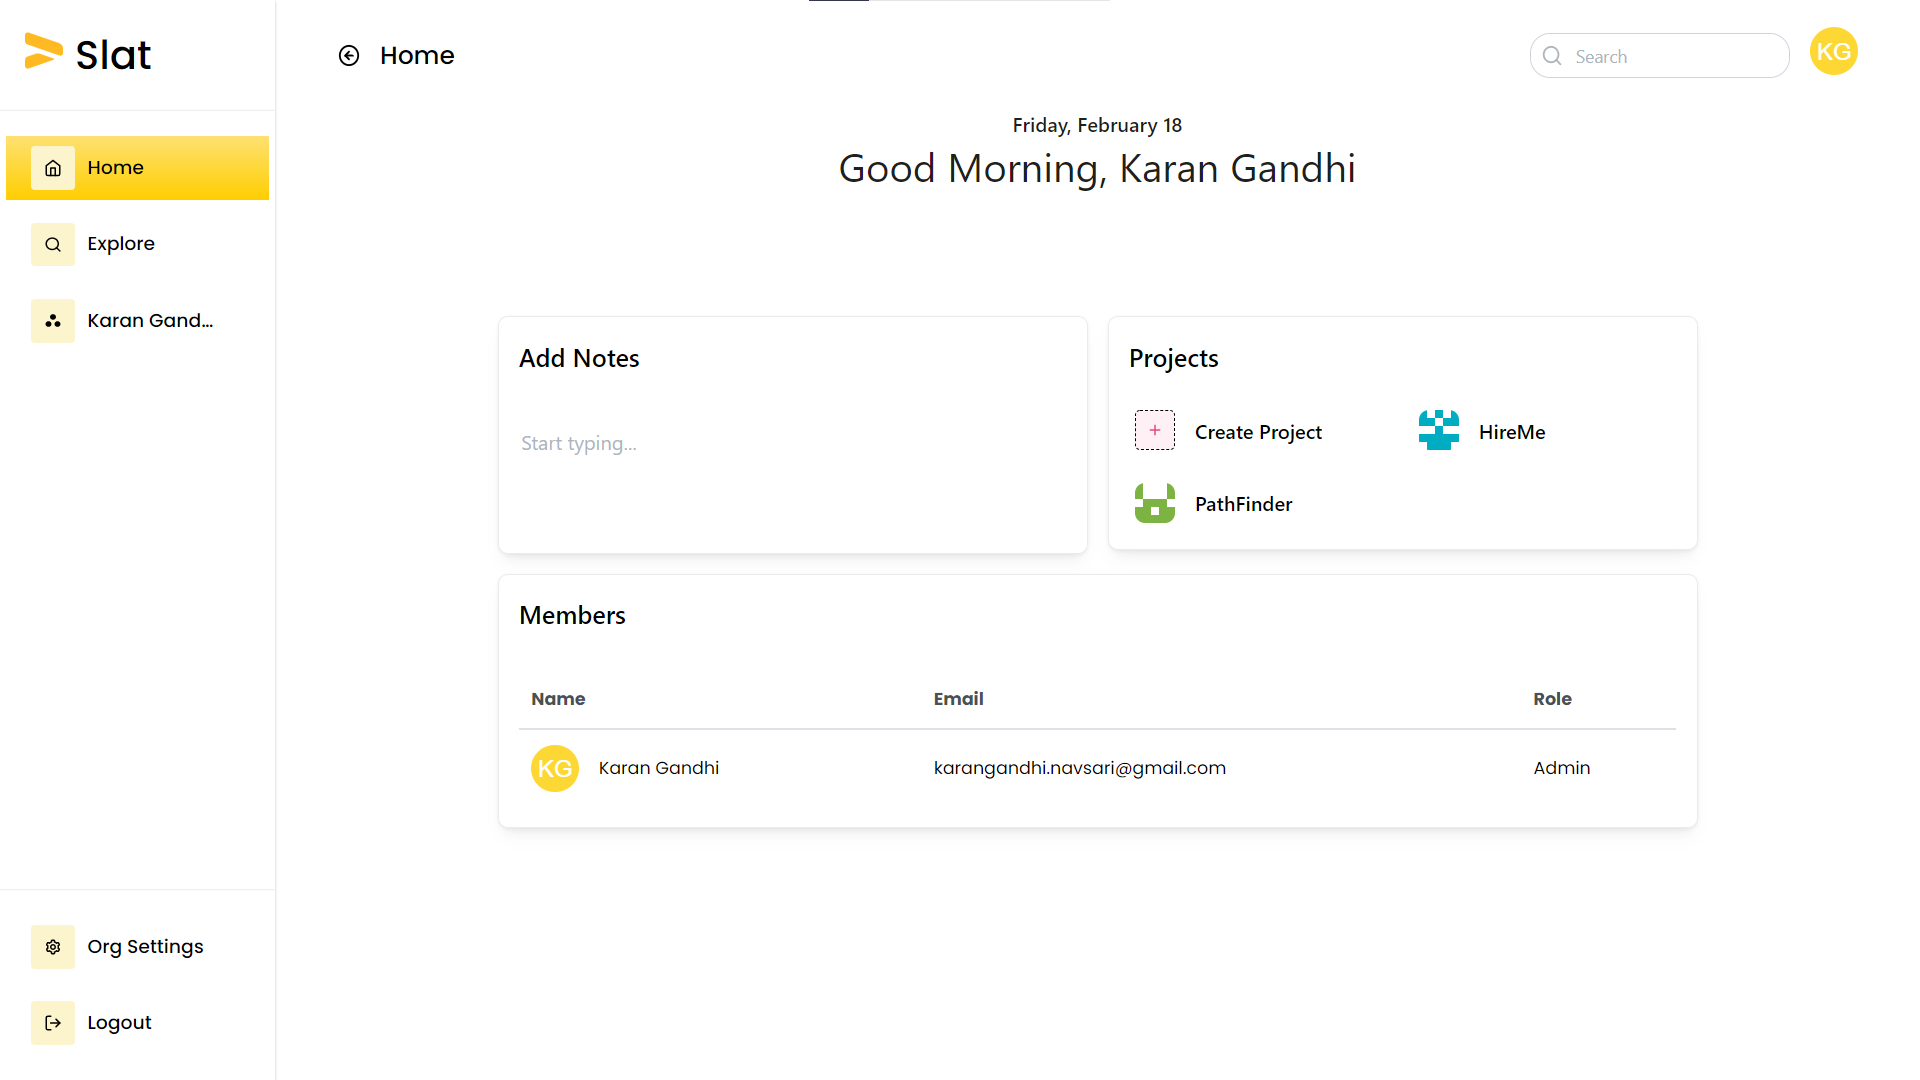 Slat
Home
Explore
Karan Gand...
Org Settings
Logout
Home
Search
KG
Friday, February 18
Good Morning, Karan Gandhi
Add Notes
Start typing...
Projects
Create Project
HireMe
PathFinder
Members
Name Email Role
KG Karan Gandhi karangandhi.navsari@gmail.com Admin